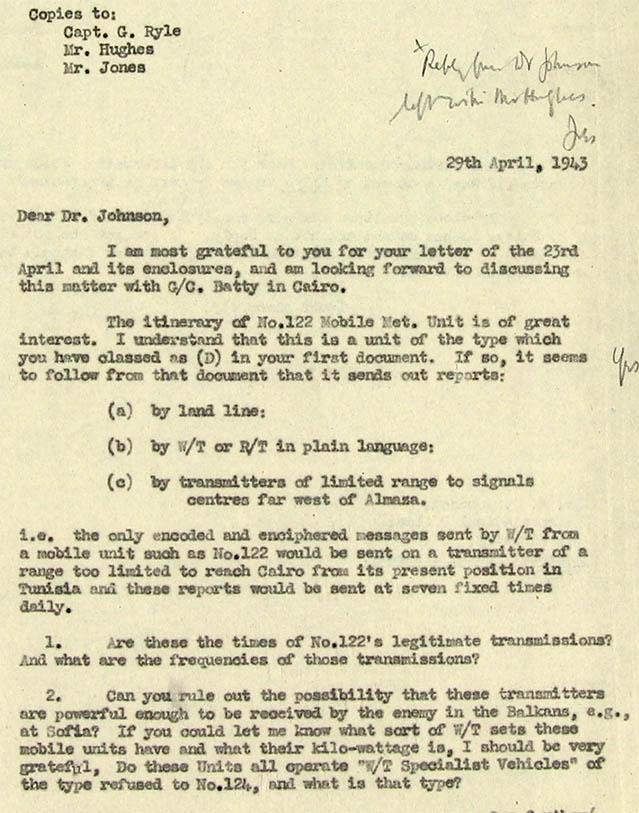 Copies to:
Capt. G. Ryle
Mr. Hughes
Mr. Jones
x Reply from Dr Johnson
left with Mr Hughes.
29th April, 1943
Dear Dr. Johnson,
I am most grateful to you for your letter of the 23rd
April and its enclosures, and am looking forward to discussing
this matter with G/C. Batty in Cairo.
The itinerary of No.122 Mobile Met. Unit is of great
interest. I understand that this is a unit of the type which
you have classed as (D) in your first document. If so, it seems
to follow from that document that it sends out reports:
Yes
(a) by land line:
(b) by W/T or R/T in plain language:
(c) by transmitters of limited range to signals
centres far west of Almaza.
i.e. the only encoded and enciphered messages sent by W/T from
a mobile unit such as No.122 would be sent on a transmitter of a
range too limited to reach Cairo from its present position in
Tunisia and these reports would be sent at seven fixed times
daily.
1. Are these the times of No.122's legitimate transmissions?
And what are the frequencies of those transmissions?
2. Can you rule out the possibility that these transmitters
are powerful enough to be received by the enemy in the Balkans, e.g.,
at Sofia? If you could let me know what sort of W/T sets these
mobile units have and what their kilo-wattage is, I should be very
grateful, Do these Units all operate "W/T Specialist Vehicles" of
the type refused to No.124, and what is that type?